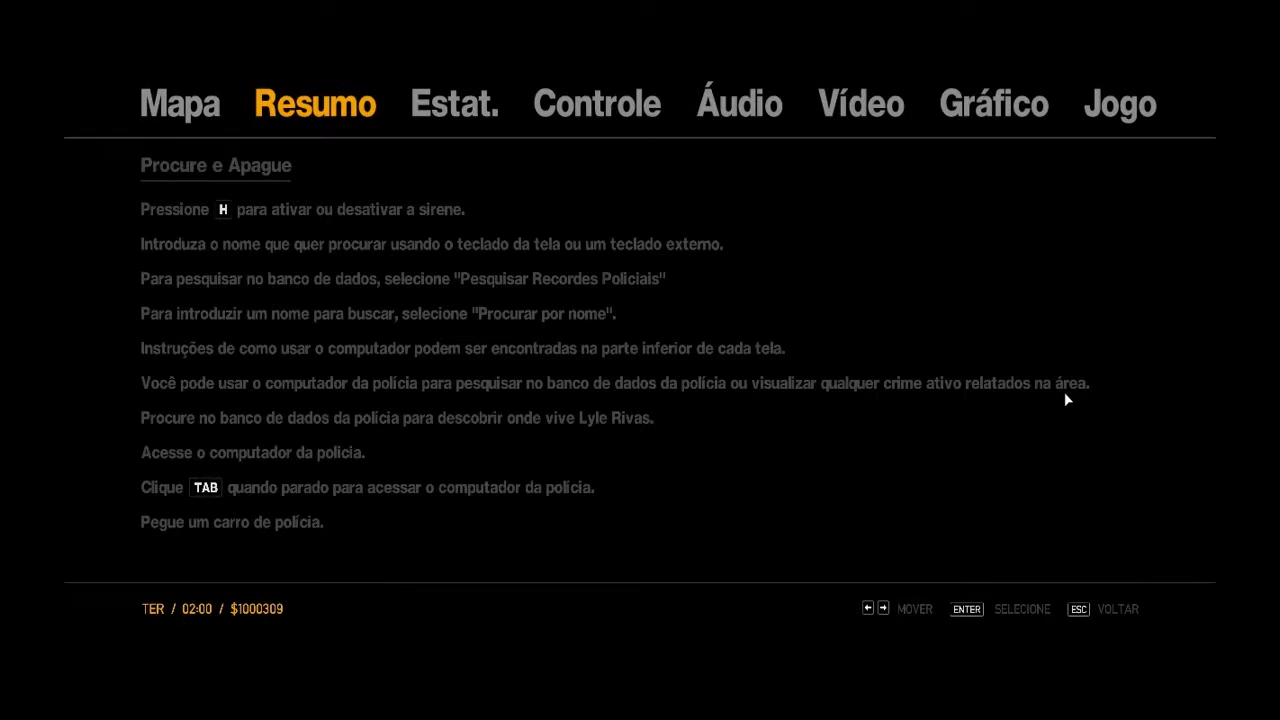 Mapa Resumo Estat. Controle Áudio Vídeo Gráfico Jogo
Procure e Apague
Pressione H para ativar ou desativar a sirene.
Introduza o nome que quer procurar usando o teclado da tela ou um teclado externo.
Para pesquisar no banco de dados, selecione "Pesquisar Recordes Policiais"
Para introduzir um nome para buscar, selecione "Procurar por nome".
Instruções de como usar o computador podem ser encontradas na parte inferior de cada tela.
Você pode usar o computador da polícia para pesquisar no banco de dados da polícia ou visualizar qualquer crime ativo relatados na área.
Procure no banco de dados da polícia para descobrir onde vive Lyle Rivas.
Acesse o computador da policia.
Clique TAB quando parado para acessar o computador da polícia.
Pegue um carro de polícia.
TER / 02:00 / $1000309 MOVER ENTER SELECIONE ESC VOLTAR